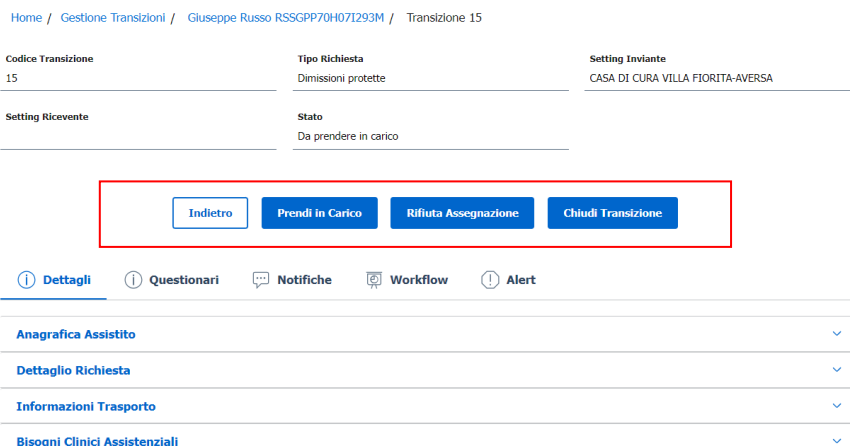 Home / Gestione Transizioni / Giuseppe Russo RSSGPP70H07I293M / Transizione 15
Codice Transizione Tipo Richiesta Setting Inviante
15 Dimissioni protette CASA DI CURA VILLA FIORITA-AVERSA
Setting Ricevente Stato
Da prendere in carico
Indietro Prendi in Carico Rifiuta Assegnazione Chiudi Transizione
Dettagli Questionari Notifiche Workflow Alert
Anagrafica Assistito
Dettaglio Richiesta
Informazioni Trasporto
Bisogni Clinici Assistenziali